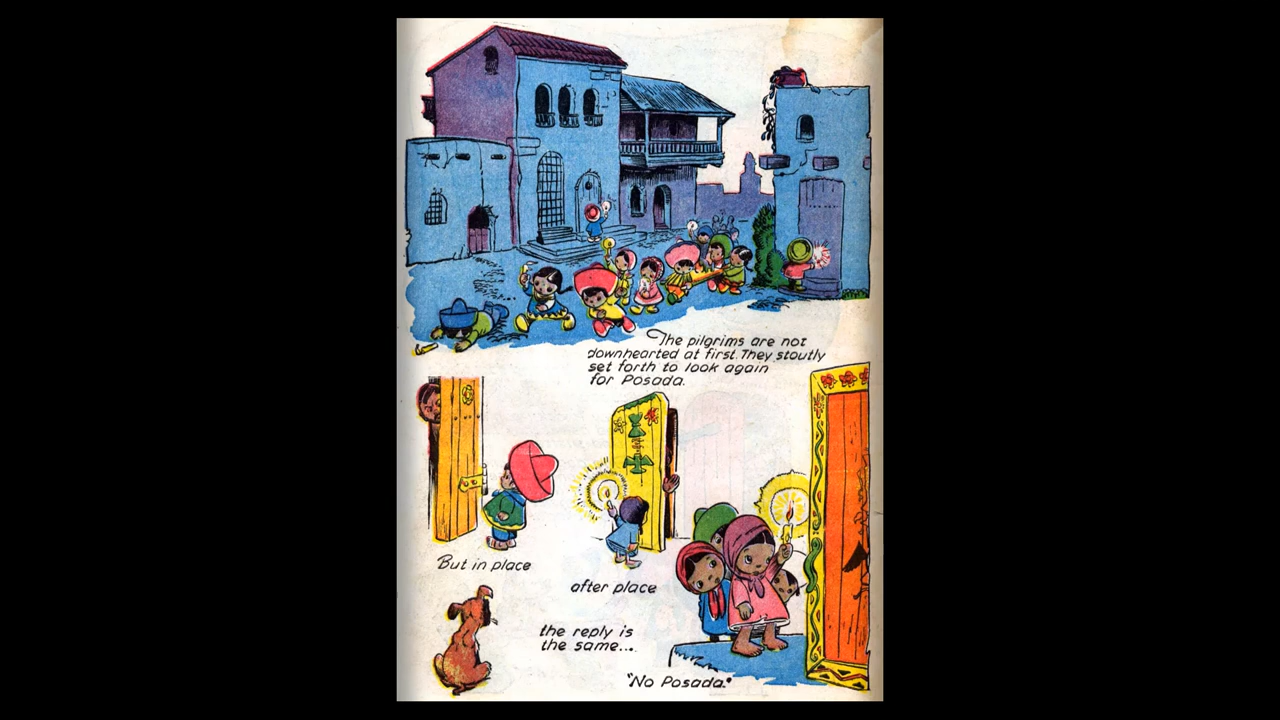 The pilgrims are not
downhearted at first. They stoutly
set forth to look again
for Posada.
But in place
after place
the reply is
the same...
"No Posada."